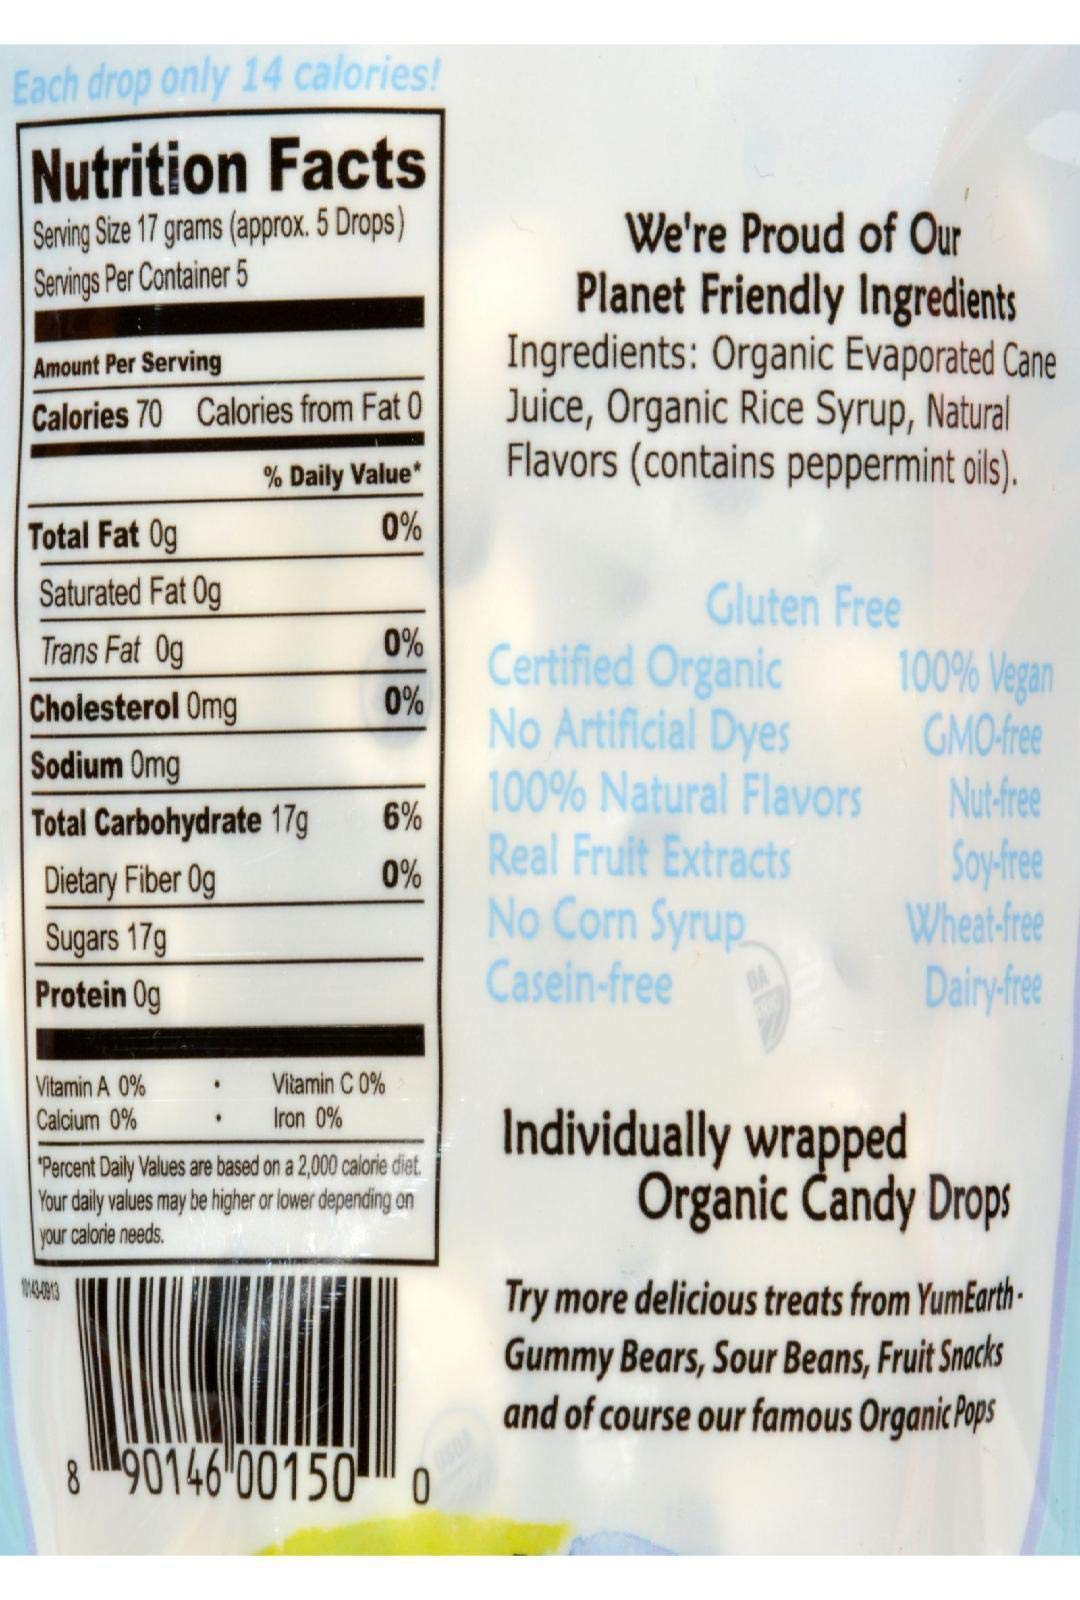 Each drop only 14 calories!
Nutrition Facts
Serving Size 17 grams (approx. 5 Drops)
Servings Per Container 5
Amount Per Serving
Calories 70 Calories from Fat 0
% Daily Value*
Total Fat 0g 0%
Saturated Fat 0g
Trans Fat 0g 0%
Cholesterol 0mg 0%
Sodium 0mg
Total Carbohydrate 17g 6%
Dietary Fiber 0g 0%
Sugars 17g
Protein 0g
Vitamin A 0% • Vitamin C 0%
Calcium 0% • Iron 0%
*Percent Daily Values are based on a 2,000 calorie diet.
Your daily values may be higher or lower depending on
your calorie needs.
10143-0913
8 90146 00150 0
We're Proud of Our
Planet Friendly Ingredients
Ingredients: Organic Evaporated Cane
Juice, Organic Rice Syrup, Natural
Flavors (contains peppermint oils).
Gluten Free
Certified Organic 100% Vegan
No Artificial Dyes GMO-free
100% Natural Flavors Nut-free
Real Fruit Extracts Soy-free
No Corn Syrup Wheat-free
Casein-free Dairy-free
Individually wrapped
Organic Candy Drops
Try more delicious treats from YumEarth-
Gummy Bears, Sour Beans, Fruit Snacks
and of course our famous Organic Pops